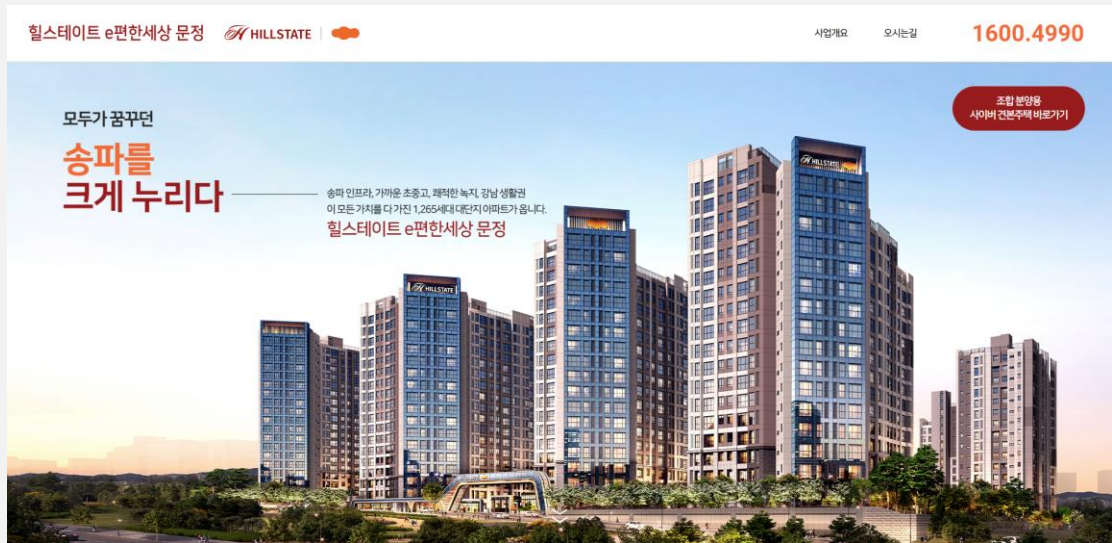 힐스테이트 e편한세상 문정
HILLSTATE
사업개요
오시는길
1600.4990
조합 분양용
사이버 견본주택 바로가기
모두가 꿈꾸던
송파를
크게 누리다
송파 인프라, 가까운 초중고, 쾌적한 녹지, 강남 생활권
이 모든 가치를 다 가진 1,265세대 대단지 아파트가 옵니다.
힐스테이트 e편한세상 문정
HILLSTATE
HILLSTATE